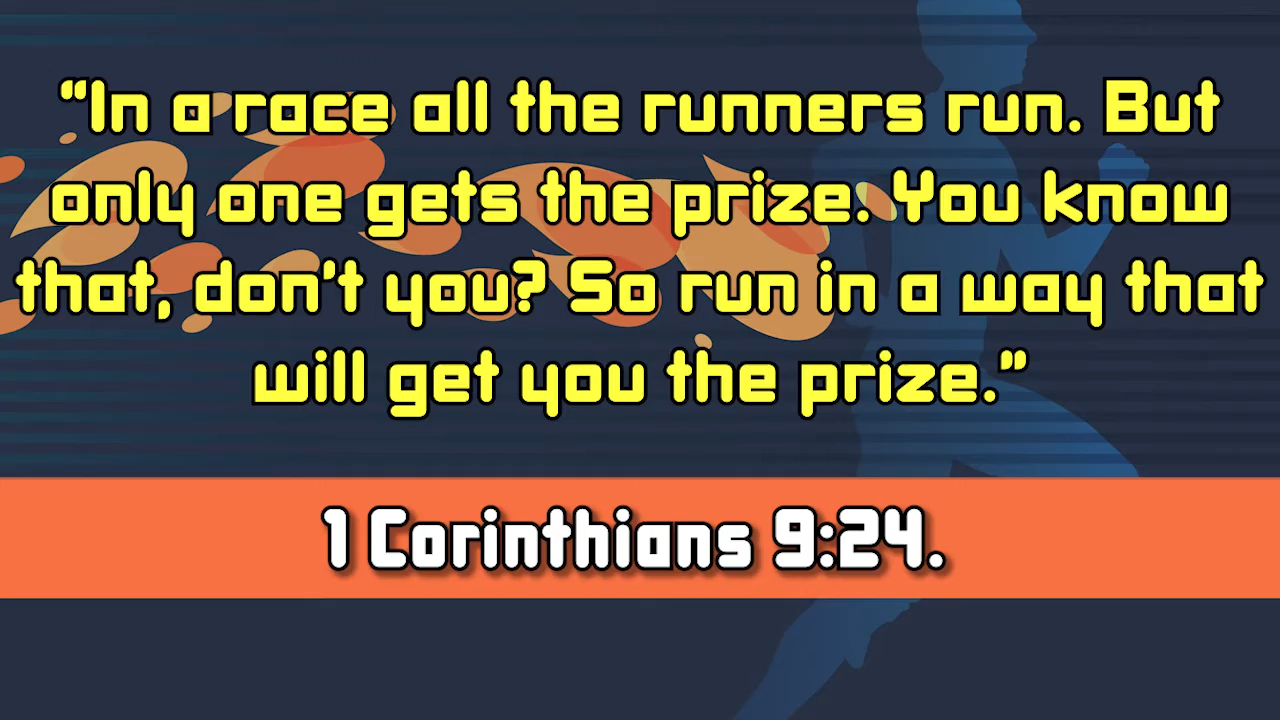 “In a race all the runners run. But
only one gets the prize. You know
that, don't you? So run in a way that
will get you the prize.”
1 Corinthians 9:24.